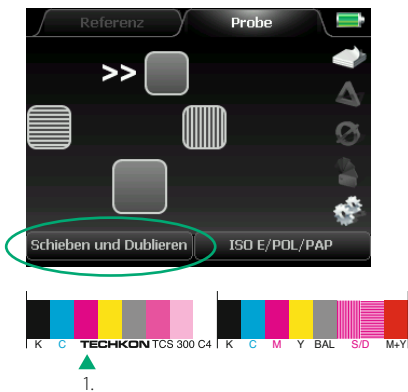 Referenz Probe
>>
Schieben und Dublieren ISO E/POL/PAP
K C TECHKON TCS 300 C4 K C M Y BAL S/D M+Y
1.